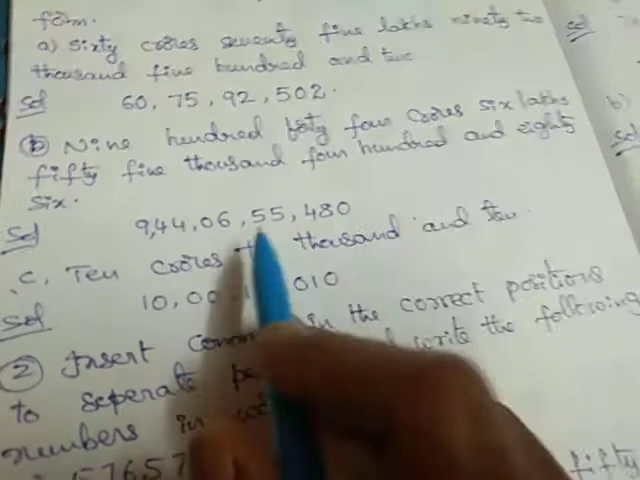 form.
a) Sixty crores seventy five lakhs ninety two
thousand five hundred and two
Sol 60,75,92,502.
b) Nine hundred forty four crores six lakhs
fifty five thousand four hundred and eighty
six.
Sol 9,44,06,55,480
c, Ten crores thousand and ten
Sol 10,00, 010
2) Insert in the correct positions
to seperate write the following
numbers in
57657 fifty
b)
Sol